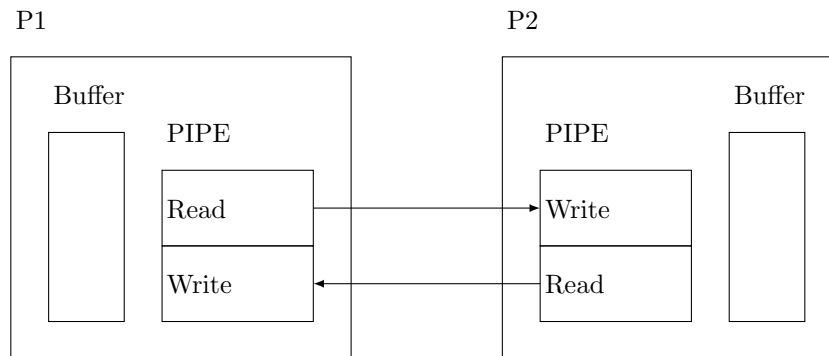 P1
P2
Buffer
Buffer
PIPE
PIPE
Read
Write
Write
Read